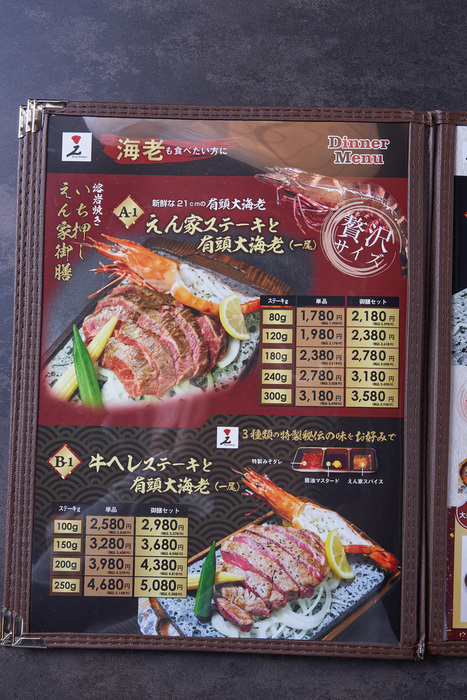 海老も食べたい方に
Dinner
Menu
溶岩焼き
いち押し
えん家御膳
新鮮な21cmの有頭大海老
A-1
えん家ステーキと
有頭大海老(一尾)
贅沢
サイズ
ステーキg 単品 御膳セット
80g 1,780円 2,180円
120g 1,980円 2,380円
180g 2,380円 2,780円
240g 2,780円 3,180円
300g 3,180円 3,580円
3種類の特製秘伝の味をお好みで
特製みそダレ
醤油マスタード
えん家スパイス
B-1
牛ヘレステーキと
有頭大海老(一尾)
ステーキg 単品 御膳セット
100g 2,580円 2,980円
150g 3,280円 3,680円
200g 3,980円 4,380円
250g 4,680円 5,080円